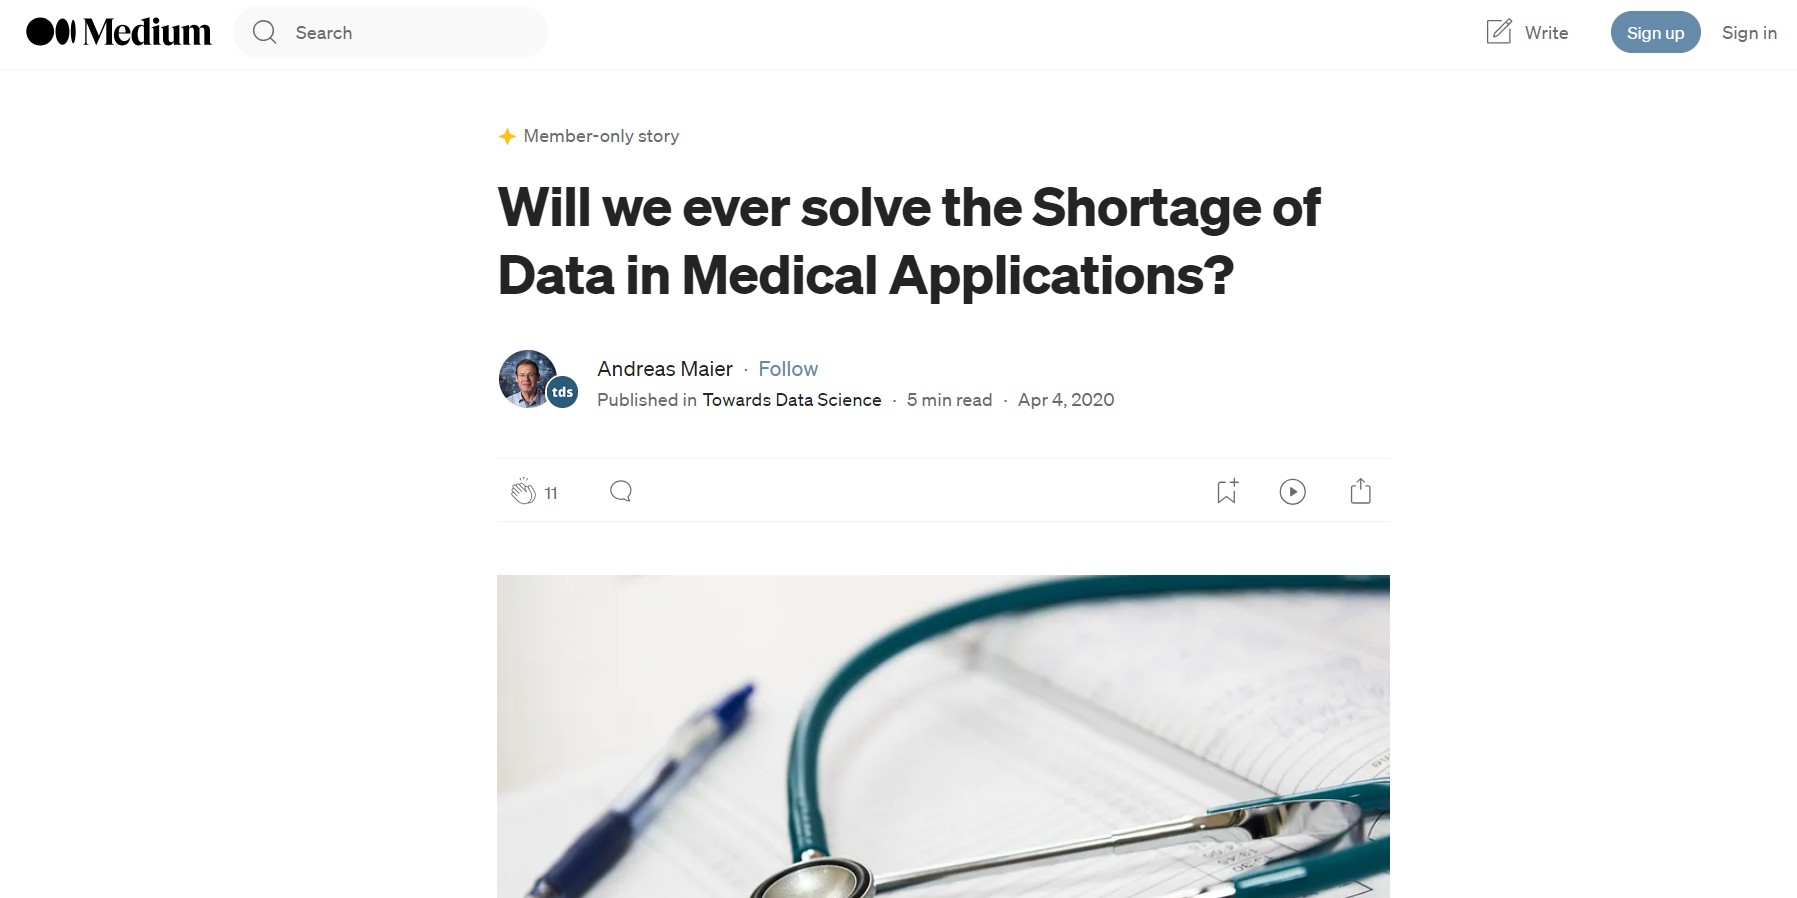 Medium
Search
Write
Sign up
Sign in
Member-only story
Will we ever solve the Shortage of
Data in Medical Applications?
tds
Andreas Maier · Follow
Published in Towards Data Science · 5 min read · Apr 4, 2020
11